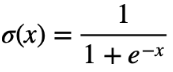 σ(x) = 1 / (1 + e^{-x})